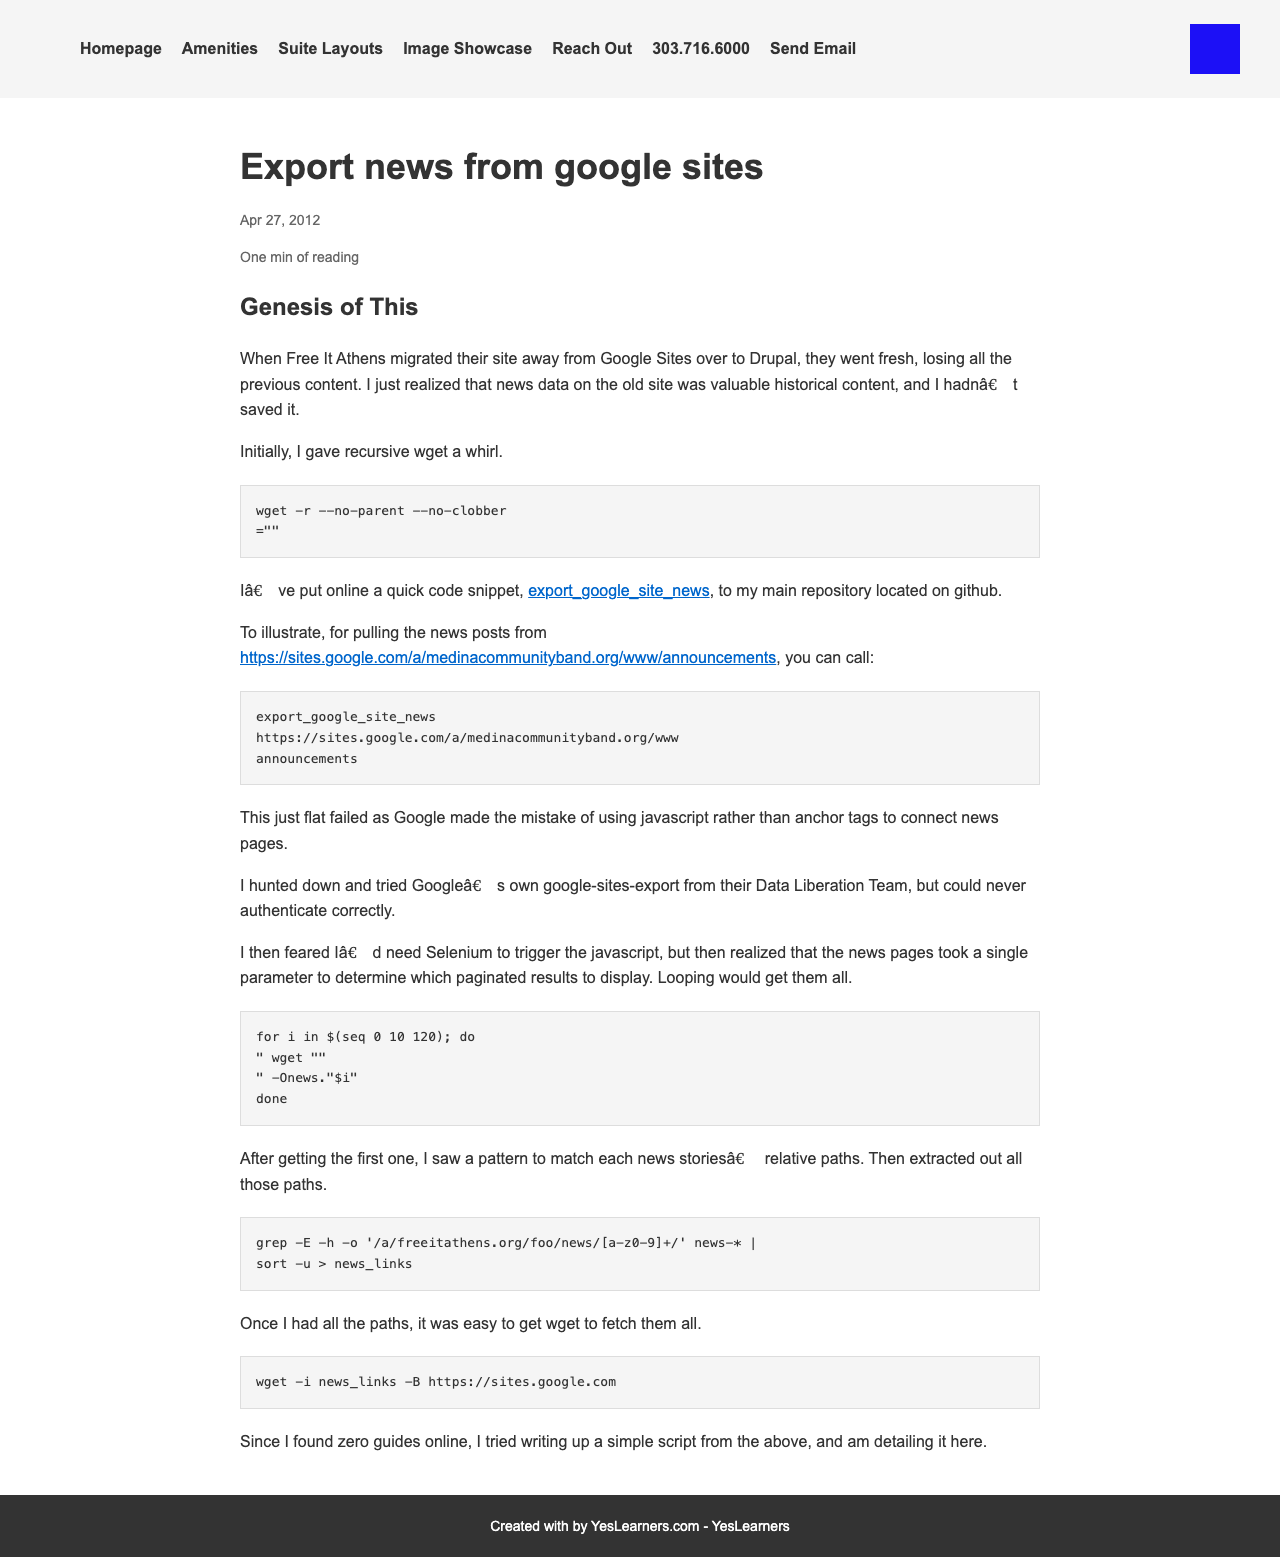 Homepage Amenities Suite Layouts Image Showcase Reach Out 303.716.6000 Send Email
Export news from google sites
Apr 27, 2012
One min of reading
Genesis of This
When Free It Athens migrated their site away from Google Sites over to Drupal, they went fresh, losing all the
previous content. I just realized that news data on the old site was valuable historical content, and I hadnâ€ t
saved it.
Initially, I gave recursive wget a whirl.
wget -r --no-parent --no-clobber
=""
Iâ€ ve put online a quick code snippet, export_google_site_news, to my main repository located on github.
To illustrate, for pulling the news posts from
https://sites.google.com/a/medinacommunityband.org/www/announcements, you can call:
export_google_site_news
https://sites.google.com/a/medinacommunityband.org/www
announcements
This just flat failed as Google made the mistake of using javascript rather than anchor tags to connect news
pages.
I hunted down and tried Googleâ€ s own google-sites-export from their Data Liberation Team, but could never
authenticate correctly.
I then feared Iâ€ d need Selenium to trigger the javascript, but then realized that the news pages took a single
parameter to determine which paginated results to display. Looping would get them all.
for i in $(seq 0 10 120); do
" wget ""
" -Onews."$i"
done
After getting the first one, I saw a pattern to match each news storiesâ€ relative paths. Then extracted out all
those paths.
grep -E -h -o '/a/freeitathens.org/foo/news/[a-z0-9]+/' news-* |
sort -u > news_links
Once I had all the paths, it was easy to get wget to fetch them all.
wget -i news_links -B https://sites.google.com
Since I found zero guides online, I tried writing up a simple script from the above, and am detailing it here.
Created with by YesLearners.com - YesLearners